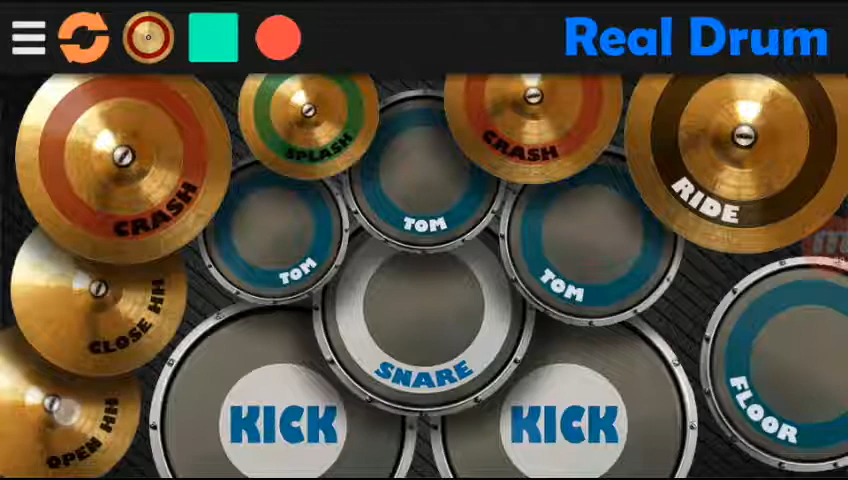 Real Drum
CRASH
SPLASH
CRASH
RIDE
TOM
TOM
TOM
CLOSE HH
SNARE
OPEN HH
KICK
KICK
FLOOR